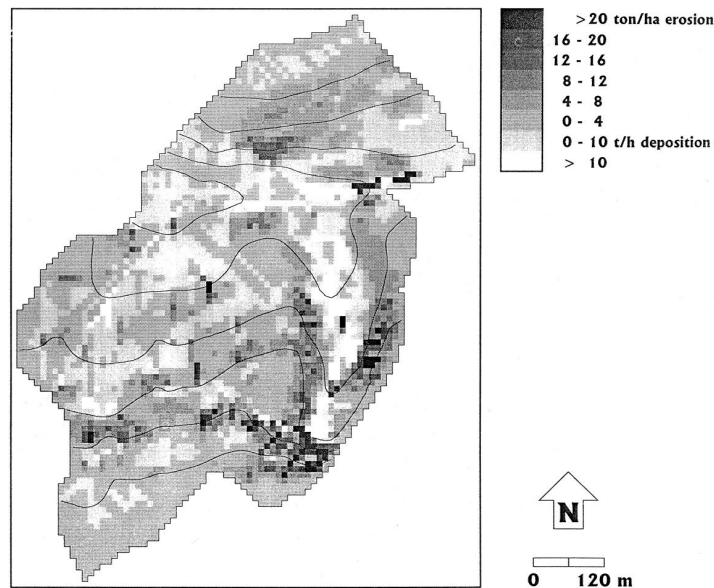 >20 ton/ha erosion
16 - 20
12 - 16
8 - 12
4 - 8
0 - 4
0 - 10 t/h deposition
> 10
N
0 120 m